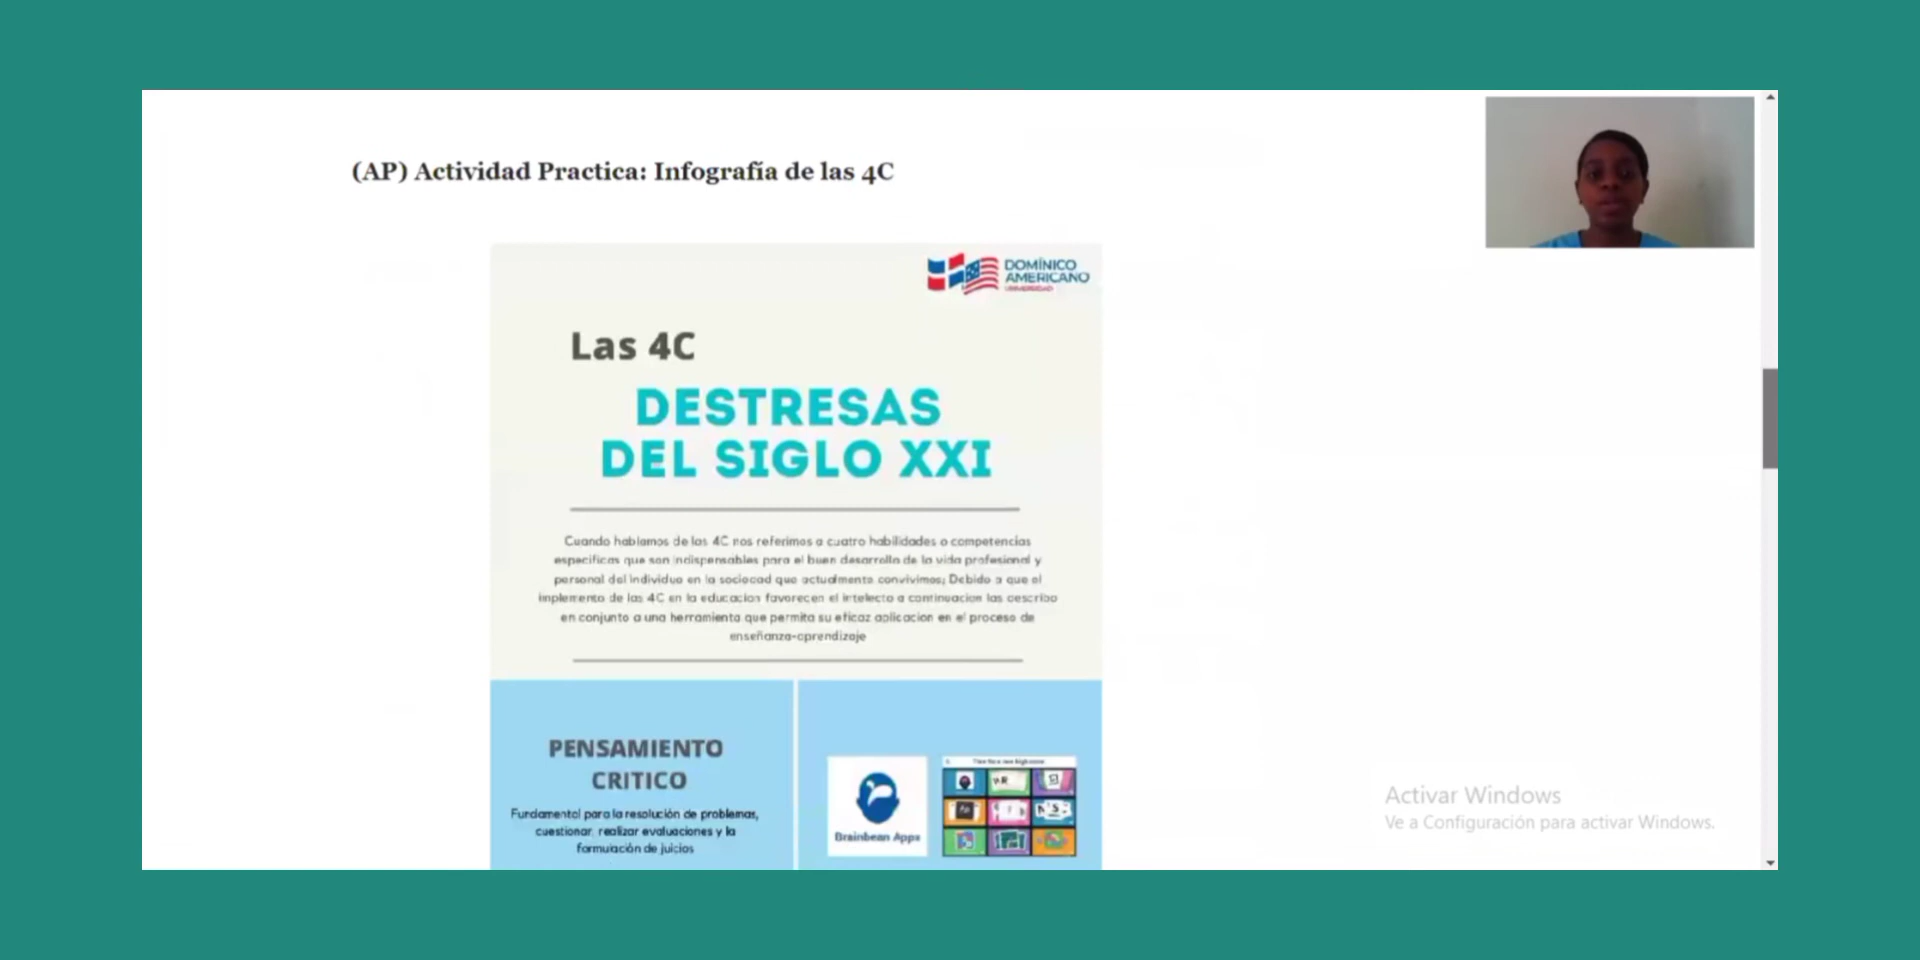 (AP) Actividad Practica: Infografía de las 4C
DOMÍNICO
AMERICANO
UNIVERSIDAD
Las 4C
DESTRESAS
DEL SIGLO XXI
Cuando hablamos de las 4C nos referimos a cuatro habilidades o competencias
especificas que son indispensables para el buen desarrollo de la vida profesional y
personal del individuo en la sociedad que actualmente convivimos; Debido a que el
implemento de las 4C en la educacion favorecen el intelecto a continuacion las describo
en conjunto a una herramienta que permita su eficaz aplicacion en el proceso de
enseñanza-aprendizaje
PENSAMIENTO
CRITICO
Fundamental para la resolución de problemas,
cuestionar, realizar evaluaciones y la
formulación de juicios
Brainbean Apps
Activar Windows
Ve a Configuración para activar Windows.